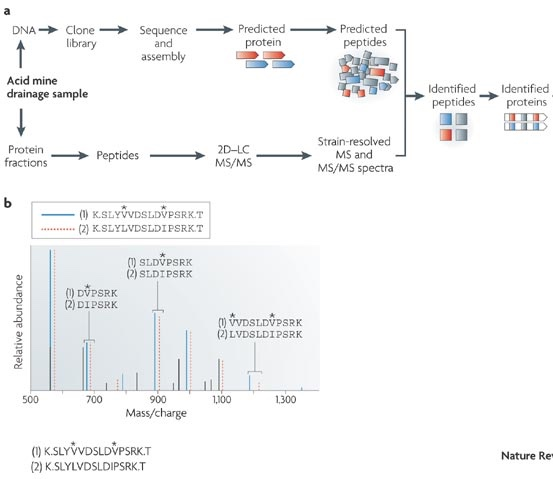 a
DNA
Clone
library
Sequence
and
assembly
Predicted
protein
Predicted
peptides
Acid mine
drainage sample
Identified
peptides
Identified
proteins
Protein
fractions
Peptides
2D–LC
MS/MS
Strain-resolved
MS and
MS/MS spectra
b
* *
(1) K.SLYVVDSLDVPSRK.T
(2) K.SLYLVDSLDIPSRK.T
*
(1) SLDVPSRK
(2) SLDIPSRK
*
(1) DVPSRK
(2) DIPSRK
* *
(1) VVDSLDVPSRK
(2) LVDSLDIPSRK
Relative abundance
500 700 900 1,100 1,300
Mass/charge
* *
(1) K.SLYVVDSLDVPSRK.T
(2) K.SLYLVDSLDIPSRK.T
Nature Rev